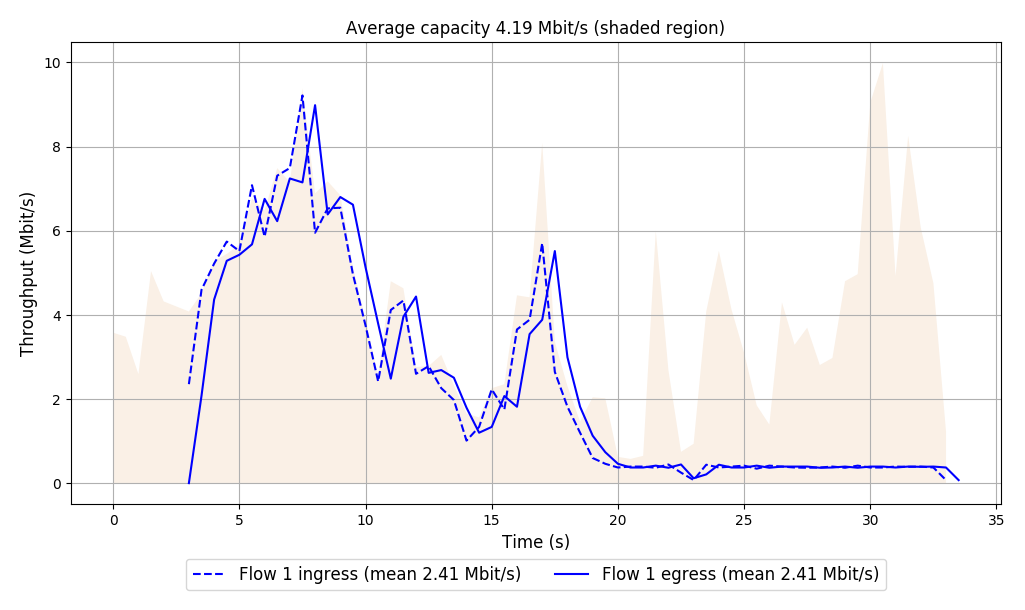 Average capacity 4.19 Mbit/s (shaded region)
10
8
6
4
2
0
Throughput (Mbit/s)
0 5 10 15 20 25 30 35
Time (s)
Flow 1 ingress (mean 2.41 Mbit/s) Flow 1 egress (mean 2.41 Mbit/s)